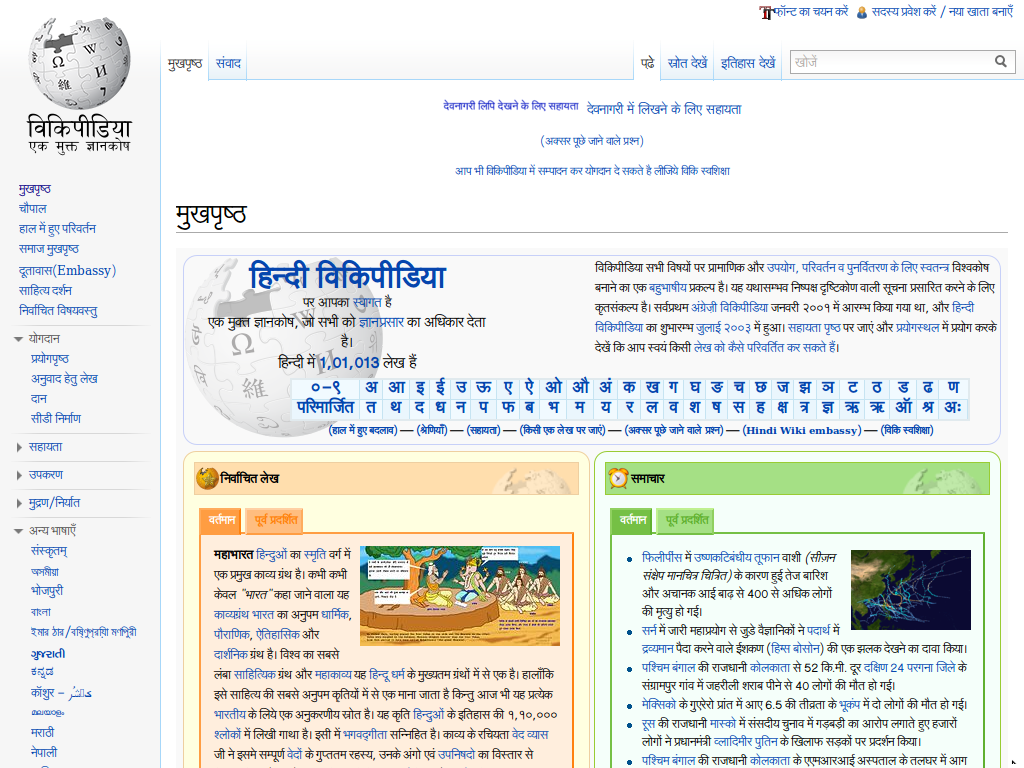 फॉन्ट का चयन करें सदस्य प्रवेश करें / नया खाता बनाएँ
मुखपृष्ठ संवाद पढे स्रोत देखें इतिहास देखें खोजें
विकिपीडिया
एक मुक्त ज्ञानकोष
देवनागरी लिपि देखने के लिए सहायता देवनागरी में लिखने के लिए सहायता
(अक्सर पूछे जाने वाले प्रश्न)
आप भी विकिपीडिया में सम्पादन कर योगदान दे सकते है लीजिये विकि स्वशिक्षा
मुखपृष्ठ
चौपाल
हाल में हुए परिवर्तन
समाज मुखपृष्ठ
दूतावास(Embassy)
साहित्य दर्शन
निर्वाचित विषयवस्तु
योगदान
प्रयोगपृष्ठ
अनुवाद हेतु लेख
दान
सीडी निर्माण
सहायता
उपकरण
मुद्रण/निर्यात
अन्य भाषाएँ
संस्कृतम्
অসমীয়া
भोजपुरी
বাংলা
ইমার ঠার/বিষ্ণুপ্রিয়া মণিপুরী
ગુજરાતી
ಕನ್ನಡ
कॉशुर – کٲشُر
മലയാളം
मराठी
नेपाली
मुखपृष्ठ
हिन्दी विकिपीडिया
पर आपका स्वागत है
एक मुक्त ज्ञानकोष, जो सभी को ज्ञानप्रसार का अधिकार देता
है।
हिन्दी में 1,01,013 लेख हैं
विकिपीडिया सभी विषयों पर प्रामाणिक और उपयोग, परिवर्तन व पुनर्वितरण के लिए स्वतन्त्र विश्वकोष
बनाने का एक बहुभाषीय प्रकल्प है। यह यथासम्भव निष्पक्ष दृष्टिकोण वाली सूचना प्रसारित करने के लिए
कृतसंकल्प है। सर्वप्रथम अंग्रेज़ी विकिपीडिया जनवरी २००१ में आरम्भ किया गया था, और हिन्दी
विकिपीडिया का शुभारम्भ जुलाई २००३ में हुआ। सहायता पृष्ठ पर जाएं और प्रयोगस्थल में प्रयोग करके
देखें कि आप स्वयं किसी लेख को कैसे परिवर्तित कर सकते हैं।
०-९ अ आ इ ई उ ऊ ए ऐ ओ औ अं क ख ग घ ङ च छ ज झ ञ ट ठ ड ढ ण
परिमार्जित त थ द ध न प फ ब भ म य र ल व श ष स ह क्ष त्र ज्ञ ऋ ऋ ऑ श्र अः
(हाल में हुए बदलाव) — (श्रेणियाँ) — (सहायता) — (किसी एक लेख पर जाएं) — (अक्सर पूछे जाने वाले प्रश्न) — (Hindi Wiki embassy) — (विकि स्वशिक्षा)
निर्वाचित लेख
वर्तमान पूर्व प्रदर्शित
महाभारत हिन्दुओं का स्मृति वर्ग में
एक प्रमुख काव्य ग्रंथ है। कभी कभी
केवल "भारत" कहा जाने वाला यह
काव्यग्रंथ भारत का अनुपम धार्मिक,
पौराणिक, ऐतिहासिक और
दार्शनिक ग्रंथ है। विश्व का सबसे
लंबा साहित्यिक ग्रंथ और महाकाव्य यह हिन्दू धर्म के मुख्यतम ग्रंथों में से एक है। हालाँकि
इसे साहित्य की सबसे अनुपम कृतियों में से एक माना जाता है किन्तु आज भी यह प्रत्येक
भारतीय के लिये एक अनुकरणीय स्रोत है। यह कृति हिन्दुओं के इतिहास की १,१०,०००
श्लोकों में लिखी गाथा है। इसी में भगवद्गीता सन्निहित है। काव्य के रचयिता वेद व्यास
जी ने इसमे सम्पूर्ण वेदों के गुप्ततम रहस्य, उनके अंगो एवं उपनिषदो का विस्तार से
समाचार
वर्तमान पूर्व प्रदर्शित
फिलीपींस में उष्णकटिबंधीय तूफान वाशी (सीज़न
संक्षेप मानचित्र चित्रित) के कारण हुई तेज बारिश
और अचानक आई बाढ़ से 400 से अधिक लोगों
की मृत्यु हो गई।
सर्न में जारी महाप्रयोग से जुड़े वैज्ञानिकों ने पदार्थ में
द्रव्यमान पैदा करने वाले ईशकण (हिग्स बोसोन) की एक झलक देखने का दावा किया।
पश्चिम बंगाल की राजधानी कोलकाता से 52 कि.मी. दूर दक्षिण 24 परगना जिले के
संग्रामपुर गांव में जहरीली शराब पीने से 40 लोगों की मौत हो गई।
मेक्सिको के गुएरेरो प्रांत में आए 6.5 की तीव्रता के भूकंप में दो लोगों की मौत हो गई।
रूस की राजधानी मास्को में संसदीय चुनाव में गड़बड़ी का आरोप लगाते हुए हजारों
लोगों ने प्रधानमंत्री व्लादिमीर पुतिन के खिलाफ सड़कों पर प्रदर्शन किया।
पश्चिम बंगाल की राजधानी कोलकाता के एएमआरआई अस्पताल के तलघर में आग